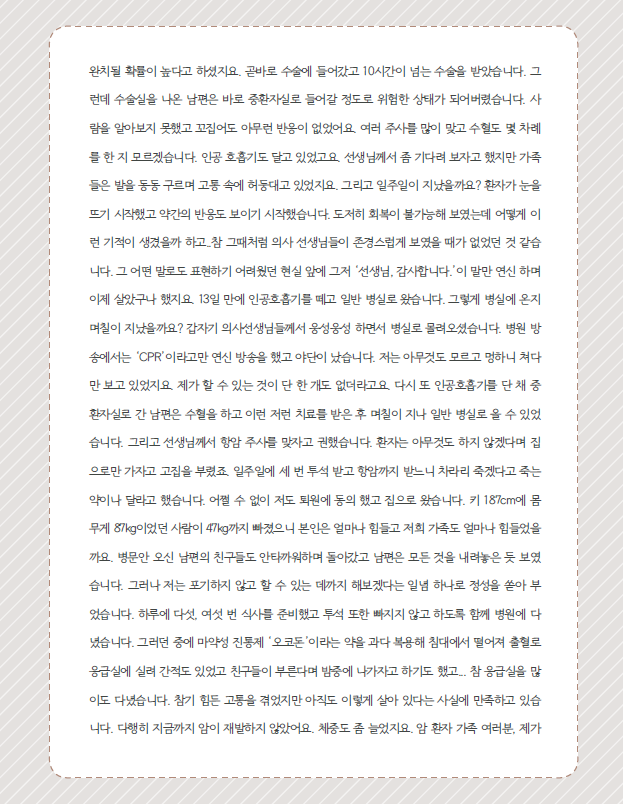 완치될 확률이 높다고 하셨지요. 곧바로 수술에 들어갔고 10시간이 넘는 수술을 받았습니다. 그
런데 수술실을 나온 남편은 바로 중환자실로 들어갈 정도로 위험한 상태가 되어버렸습니다. 사
람을 알아보지 못했고 꼬집어도 아무런 반응이 없었어요. 여러 주사를 많이 맞고 수혈도 몇 차례
를 한 지 모르겠습니다. 인공 호흡기도 달고 있었고요. 선생님께서 좀 기다려 보자고 했지만 가족
들은 발을 동동 구르며 고통 속에 허둥대고 있었지요. 그리고 일주일이 지났을까요? 환자가 눈을
뜨기 시작했고 약간의 반응도 보이기 시작했습니다. 도저히 회복이 불가능해 보였는데 어떻게 이
런 기적이 생겼을까 하고...참 그때처럼 의사 선생님들이 존경스럽게 보였을 때가 없었던 것 같습
니다. 그 어떤 말로도 표현하기 어려웠던 현실 앞에 그저 '선생님, 감사합니다.'이 말만 연신 하며
이제 살았구나 했지요. 13일 만에 인공호흡기를 떼고 일반 병실로 왔습니다. 그렇게 병실에 온지
며칠이 지났을까요? 갑자기 의사선생님들께서 웅성웅성 하면서 병실로 몰려오셨습니다. 병원 방
송에서는 'CPR'이라고만 연신 방송을 했고 야단이 났습니다. 저는 아무것도 모르고 멍하니 쳐다
만 보고 있었지요. 제가 할 수 있는 것이 단 한 개도 없더라고요. 다시 또 인공호흡기를 단 채 중
환자실로 간 남편은 수혈을 하고 이런 저런 치료를 받은 후 며칠이 지나 일반 병실로 올 수 있었
습니다. 그리고 선생님께서 항암 주사를 맞자고 권했습니다. 환자는 아무것도 하지 않겠다며 집
으로만 가자고 고집을 부렸죠. 일주일에 세 번 투석 받고 항암까지 받느니 차라리 죽겠다고 죽는
약이나 달라고 했습니다. 어쩔 수 없이 저도 퇴원에 동의 했고 집으로 왔습니다. 키 187cm에 몸
무게 87kg이었던 사람이 47kg까지 빠졌으니 본인은 얼마나 힘들고 저희 가족도 얼마나 힘들었을
까요. 병문안 오신 남편의 친구들도 안타까워하며 돌아갔고 남편은 모든 것을 내려놓은 듯 보였
습니다. 그러나 저는 포기하지 않고 할 수 있는 데까지 해보겠다는 일념 하나로 정성을 쏟아 부
었습니다. 하루에 다섯, 여섯 번 식사를 준비했고 투석 또한 빠지지 않고 하도록 함께 병원에 다
녔습니다. 그러던 중에 마약성 진통제 '오코돈'이라는 약을 과다 복용해 침대에서 떨어져 출혈로
응급실에 실려 간적도 있었고 친구들이 부른다며 밤중에 나가자고 하기도 했고... 참 응급실을 많
이도 다녔습니다. 참기 힘든 고통을 겪었지만 아직도 이렇게 살아 있다는 사실에 만족하고 있습
니다. 다행히 지금까지 암이 재발하지 않았어요. 체중도 좀 늘었지요. 암 환자 가족 여러분, 제가